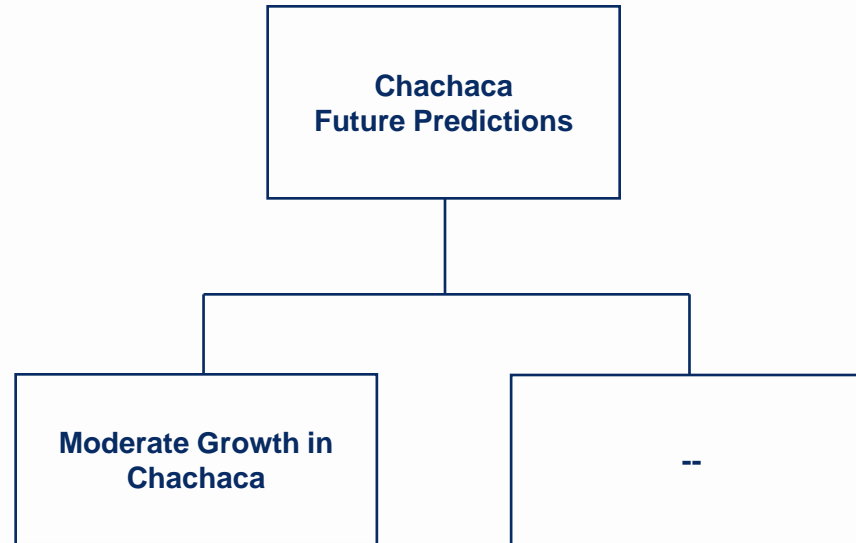 Chachaca
Future Predictions
Moderate Growth in
Chachaca
--